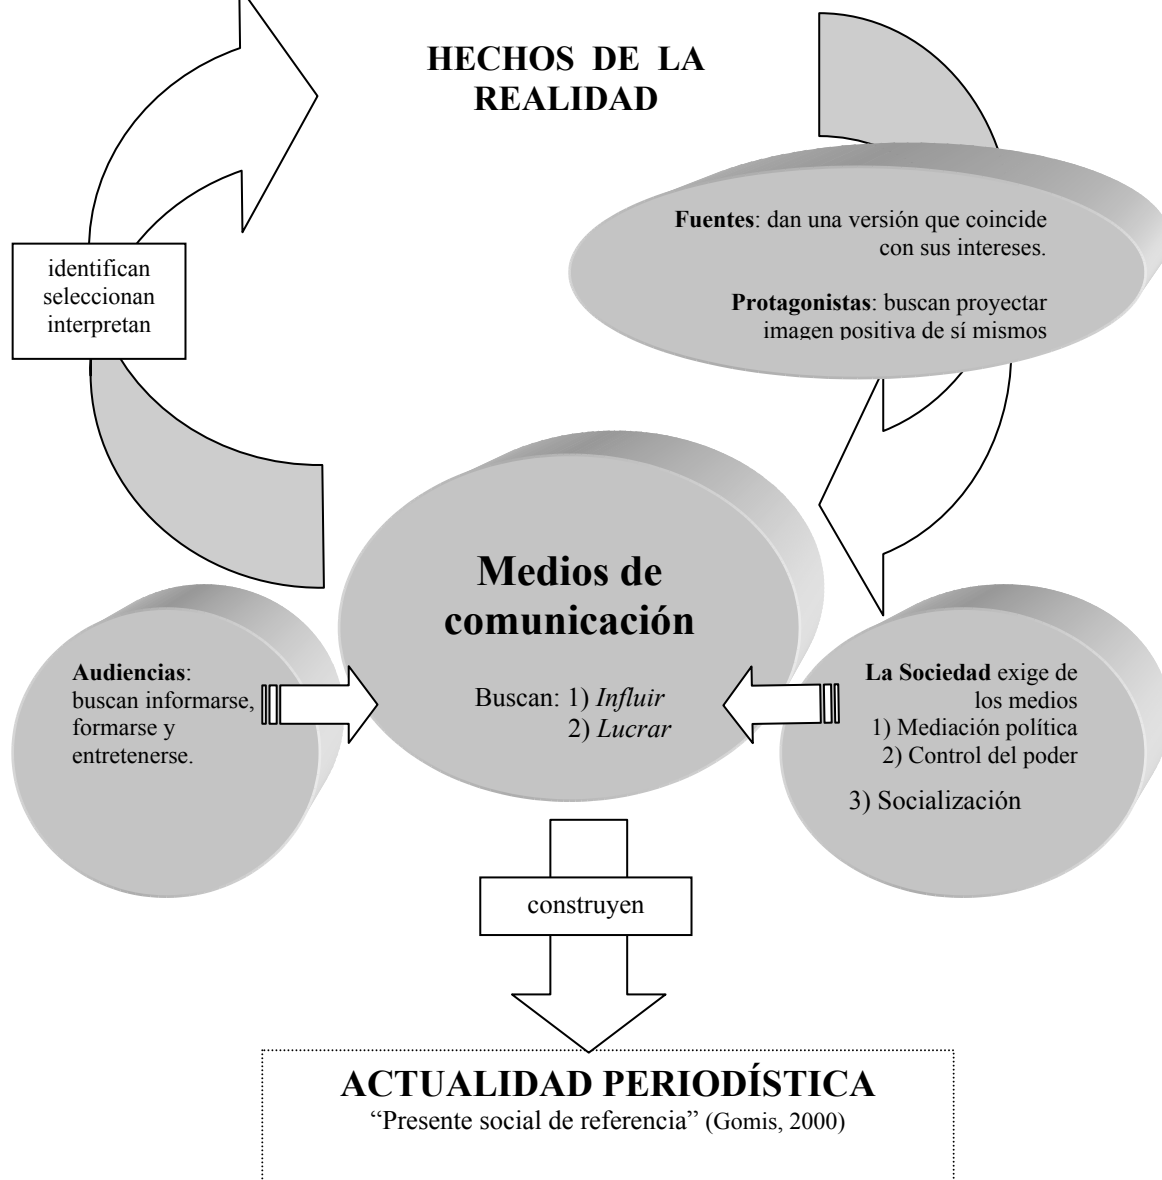 HECHOS DE LA
REALIDAD
Fuentes: dan una versión que coincide
con sus intereses.
Protagonistas: buscan proyectar
imagen positiva de sí mismos
identifican
seleccionan
interpretan
Medios de
comunicación
Buscan: 1) Influir
2) Lucrar
Audiencias:
buscan informarse,
formarse y
entretenerse.
La Sociedad exige de
los medios
1) Mediación política
2) Control del poder
3) Socialización
construyen
ACTUALIDAD PERIODÍSTICA
“Presente social de referencia” (Gomis, 2000)